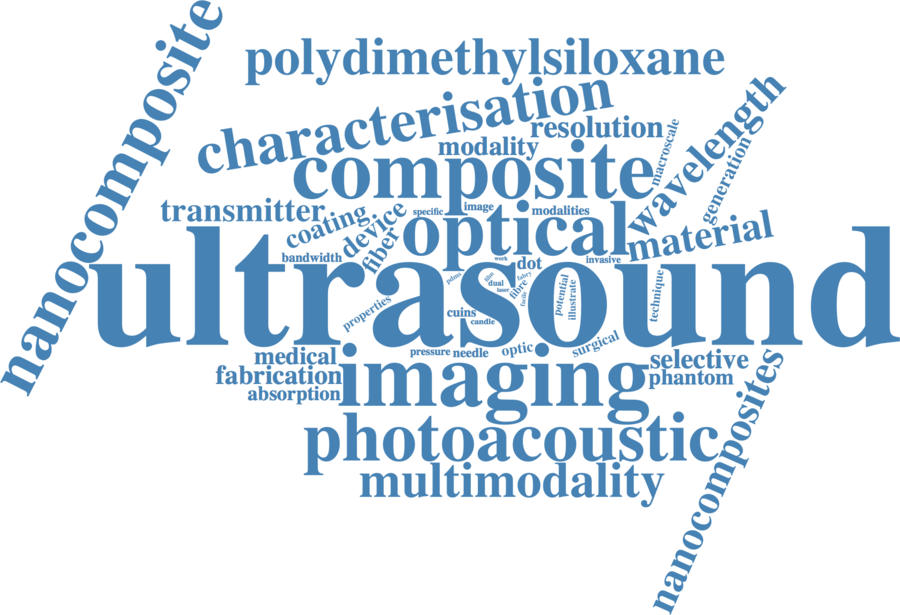 nanocomposite
polydimethylsiloxane
characterisation
resolution
modality
wavelength
macroscale
generation
composite
transmitter
coating
device
fiber
specific
image
modalities
optical
material
bandwidth
work
dot
invasive
ultrasound
pdms
film
dual
laser
fabry
fibre
facile
potential
illustrate
technique
properties
cuins
candle
pressure
needle
optic
surgical
medical
fabrication
absorption
imaging
selective
phantom
photoacoustic
multimodality
nanocomposites